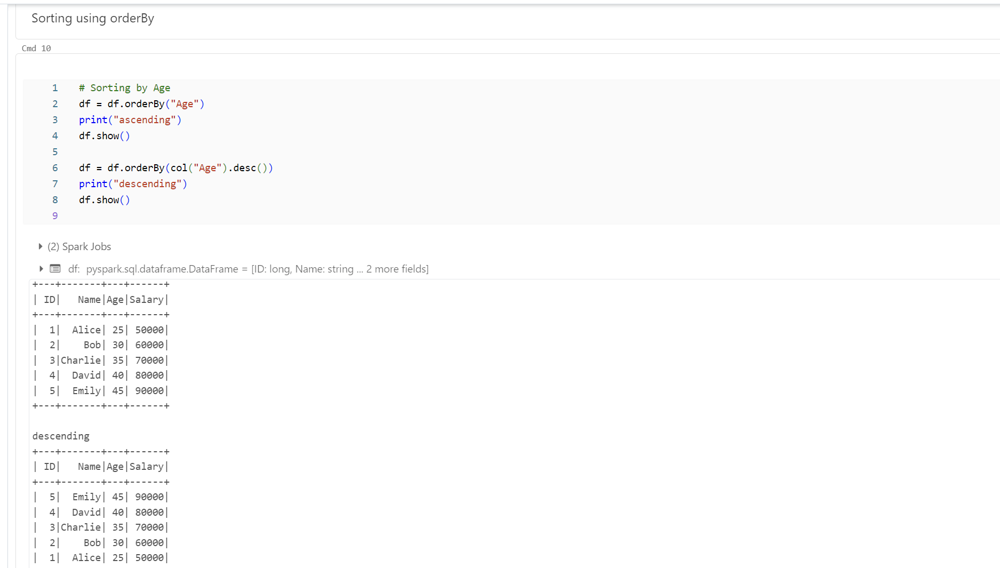 Sorting using orderBy
Cmd 10
1 # Sorting by Age
2 df = df.orderBy("Age")
3 print("ascending")
4 df.show()
5
6 df = df.orderBy(col("Age").desc())
7 print("descending")
8 df.show()
9
(2) Spark Jobs
df: pyspark.sql.dataframe.DataFrame = [ID: long, Name: string ... 2 more fields]
+---+-------+---+------+
| ID|   Name|Age|Salary|
+---+-------+---+------+
|  1|  Alice| 25| 50000|
|  2|    Bob| 30| 60000|
|  3|Charlie| 35| 70000|
|  4|  David| 40| 80000|
|  5|  Emily| 45| 90000|
+---+-------+---+------+
descending
+---+-------+---+------+
| ID|   Name|Age|Salary|
+---+-------+---+------+
|  5|  Emily| 45| 90000|
|  4|  David| 40| 80000|
|  3|Charlie| 35| 70000|
|  2|    Bob| 30| 60000|
|  1|  Alice| 25| 50000|